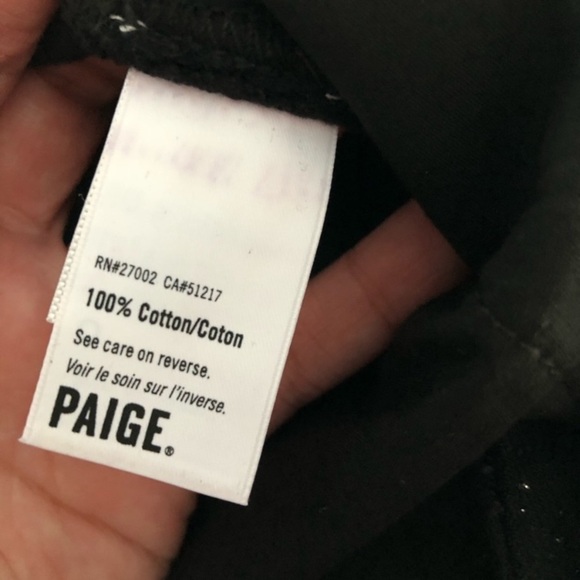 RN#27002 CA#51217
100% Cotton/Coton
See care on reverse.
Voir le soin sur l'inverse.
PAIGE®